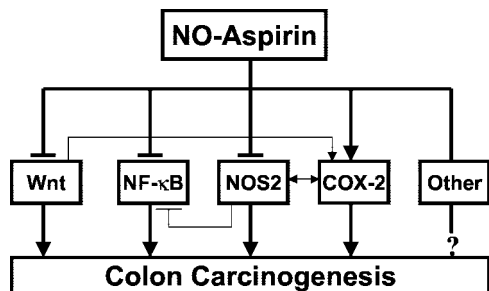 NO-Aspirin
Wnt
NF-κB
NOS2
COX-2
Other
?
Colon Carcinogenesis